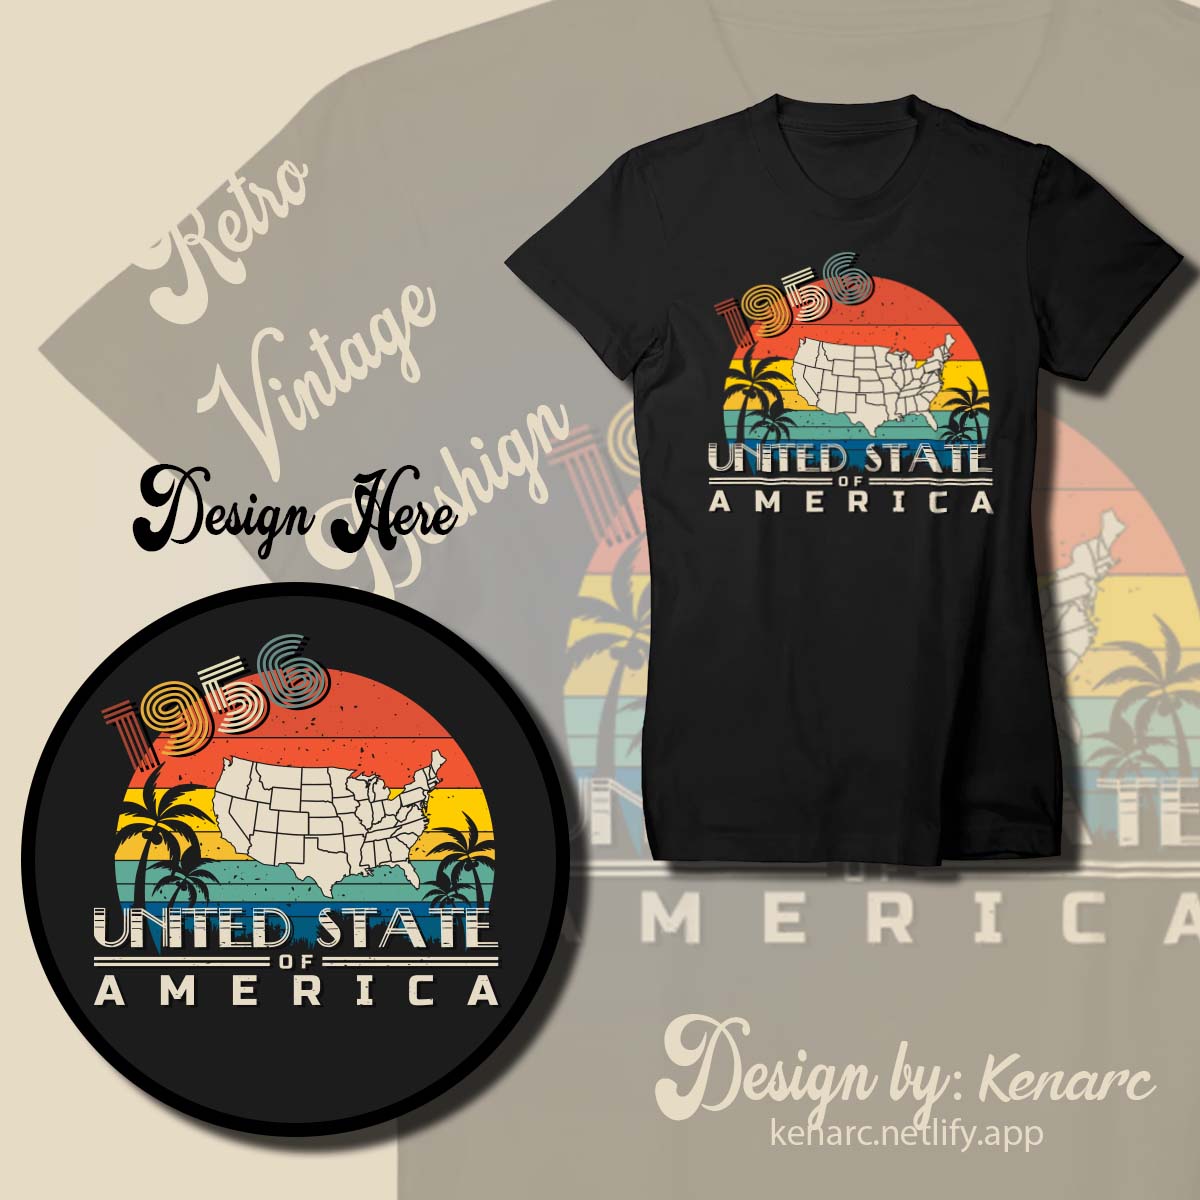 Retro
Vintage
Deshign
Design Here
1956
UNITED STATE
OF
AMERICA
1956
UNITED STATE
OF
AMERICA
AMERICA
Design by: Kenarc
kenarc.netlify.app